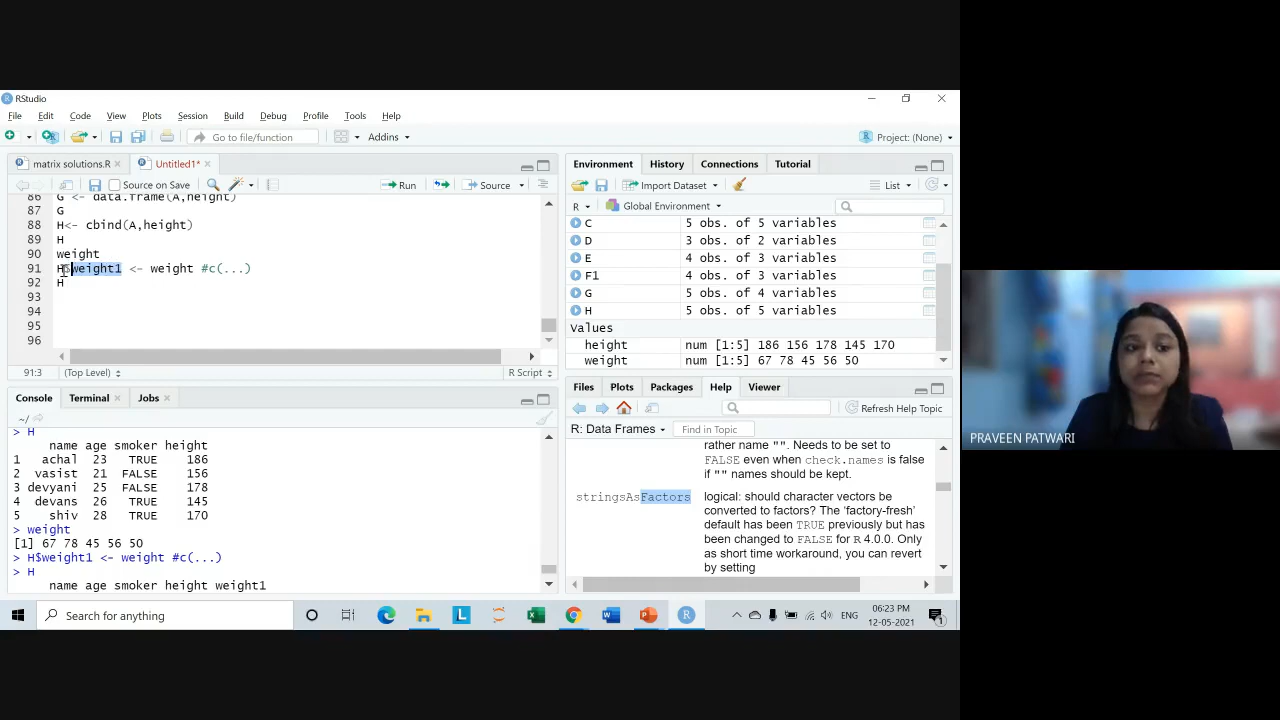 RStudio
File Edit Code View Plots Session Build Debug Profile Tools Help
Go to file/function
Addins
Project: (None)
matrix solutions.R
Untitled1*
Source on Save
Run
Source
86 G <- data.frame(A,height)
87 G
88 H<- cbind(A,height)
89 H
90 weight
91 H$weight1 <- weight #c(...)
92 H
93
94
95
96
91:3 (Top Level) R Script
Console Terminal Jobs
~/
> H
name age smoker height
1 achal 23 TRUE 186
2 vasist 21 FALSE 156
3 devyani 25 FALSE 178
4 devans 26 TRUE 145
5 shiv 28 TRUE 170
> weight
[1] 67 78 45 56 50
> H$weight1 <- weight #c(...)
> H
name age smoker height weight1
Environment History Connections Tutorial
Import Dataset
List
R Global Environment
C 5 obs. of 5 variables
D 3 obs. of 2 variables
E 4 obs. of 3 variables
F1 4 obs. of 3 variables
G 5 obs. of 4 variables
H 5 obs. of 5 variables
Values
height num [1:5] 186 156 178 145 170
weight num [1:5] 67 78 45 56 50
Files Plots Packages Help Viewer
Refresh Help Topic
R: Data Frames Find in Topic
rather name "". Needs to be set to
FALSE even when check.names is false
if "" names should be kept.
stringsAsFactors logical: should character vectors be
converted to factors? The 'factory-fresh'
default has been TRUE previously but has
been changed to FALSE for R 4.0.0. Only
as short time workaround, you can revert
by setting
Search for anything
ENG
06:23 PM
12-05-2021
1
PRAVEEN PATWARI